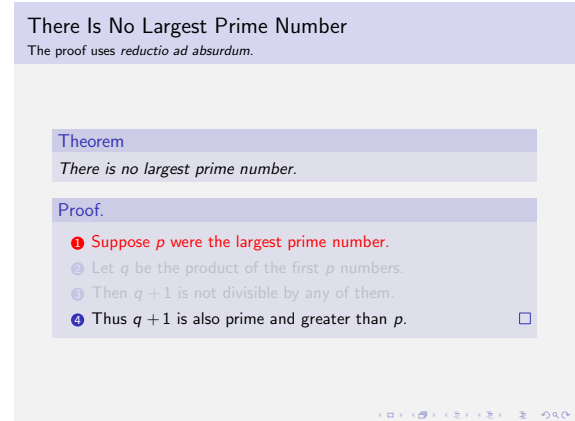 There Is No Largest Prime Number
The proof uses reductio ad absurdum.
Theorem
There is no largest prime number.
Proof.
1 Suppose p were the largest prime number.
2 Let q be the product of the first p numbers.
3 Then q + 1 is not divisible by any of them.
4 Thus q + 1 is also prime and greater than p.